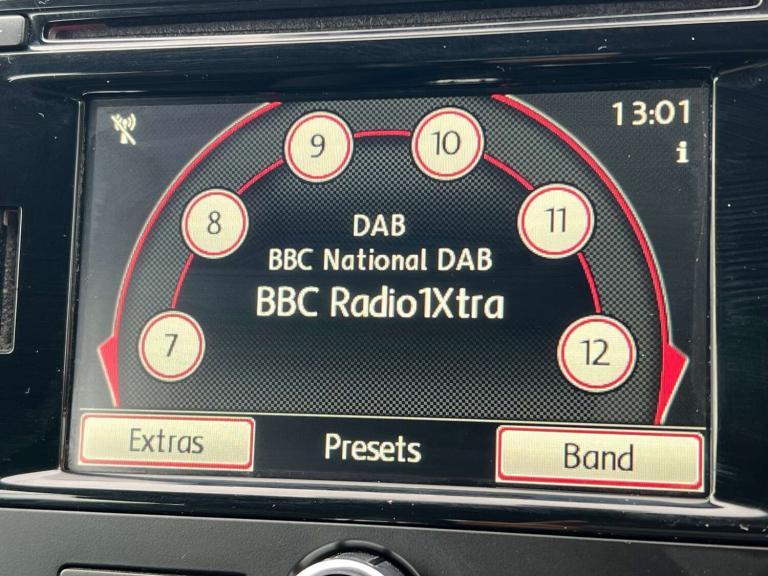 13:01
i
9
10
8
11
DAB
BBC National DAB
BBC Radio1Xtra
7
12
Extras
Presets
Band